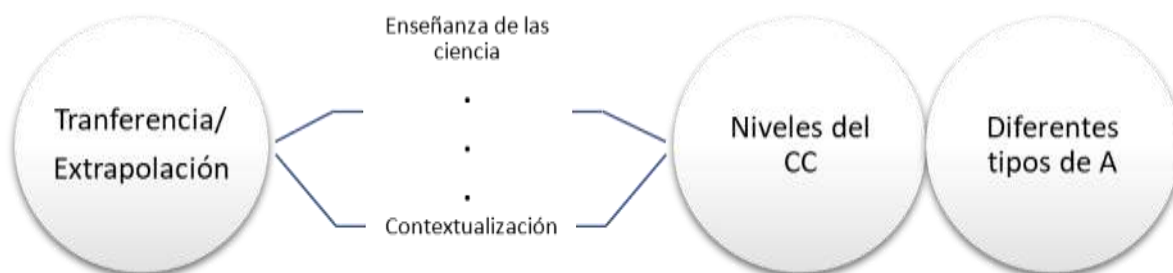 Tranferencia/
Extrapolación
Enseñanza de las
ciencia
.
.
.
Contextualización
Niveles del
CC
Diferentes
tipos de A